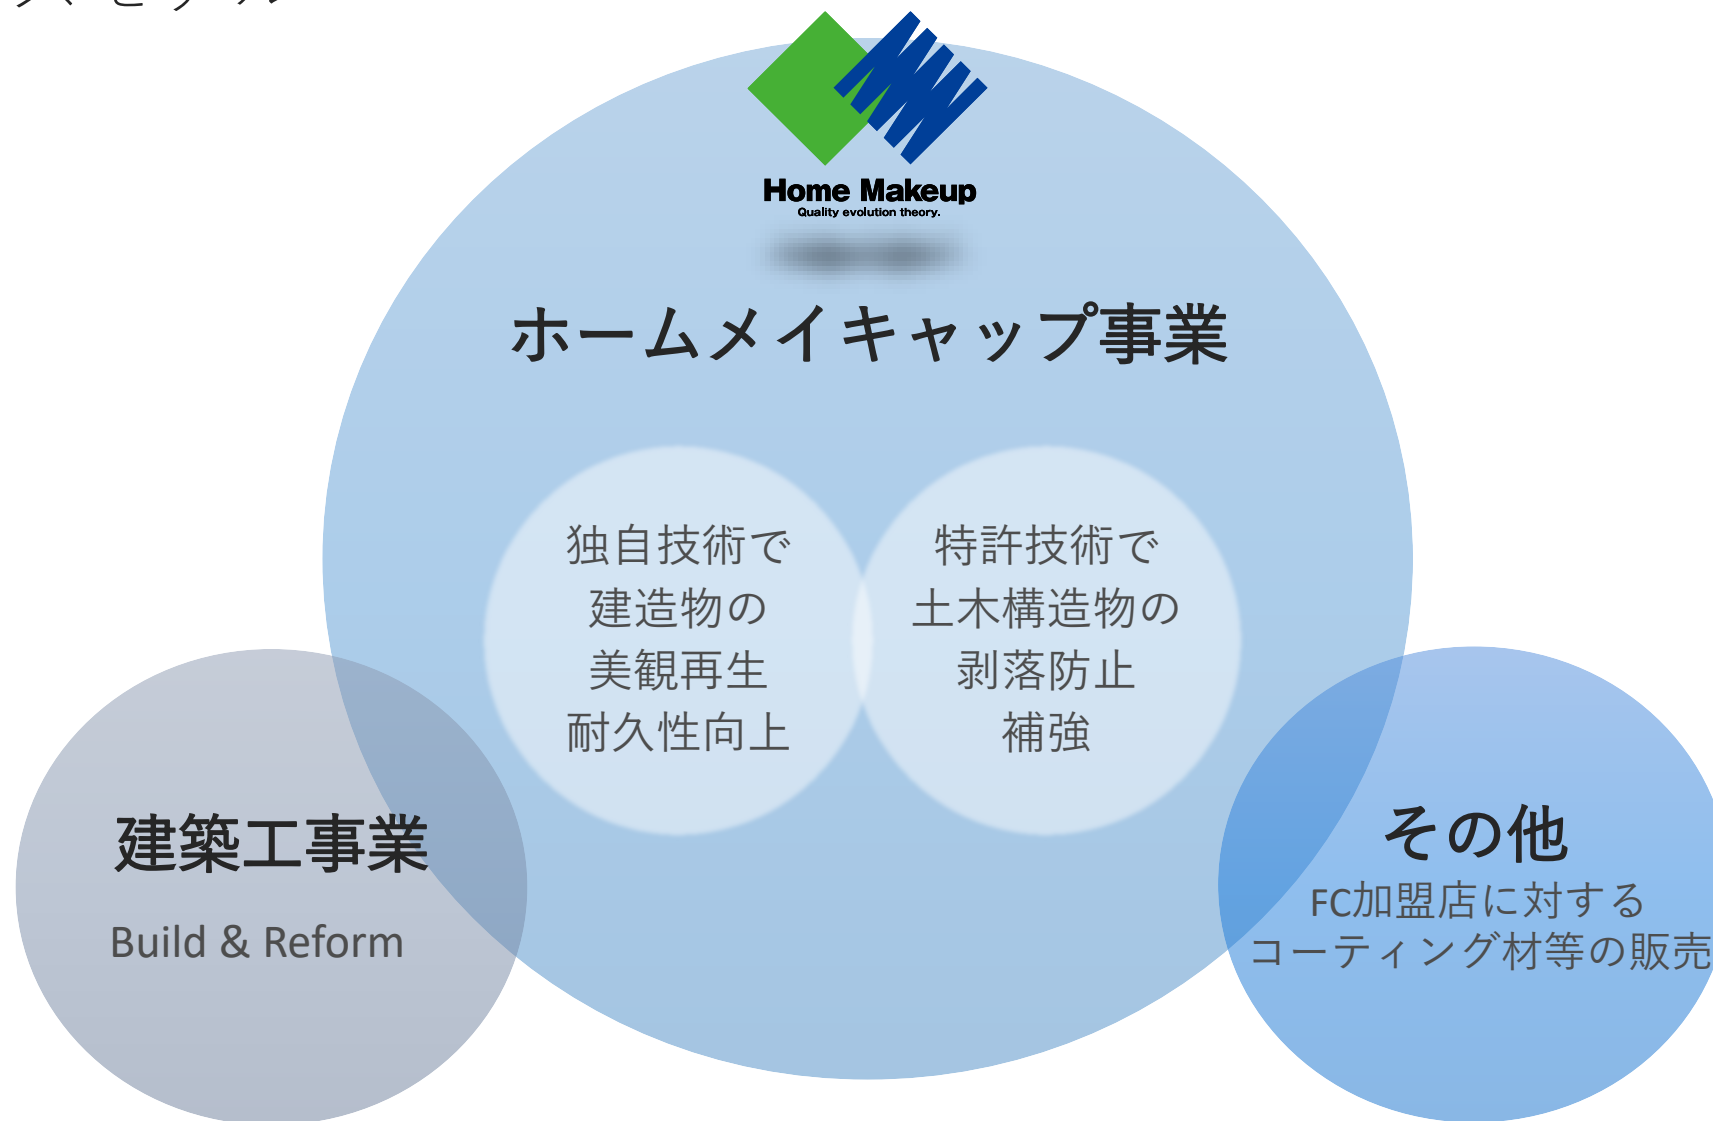 Home Makeup
Quality evolution theory.
ホームメイキャップ事業
独自技術で
建造物の
美観再生
耐久性向上
特許技術で
土木構造物の
剥落防止
補強
建築工事業
Build & Reform
その他
FC加盟店に対する
コーティング材等の販売